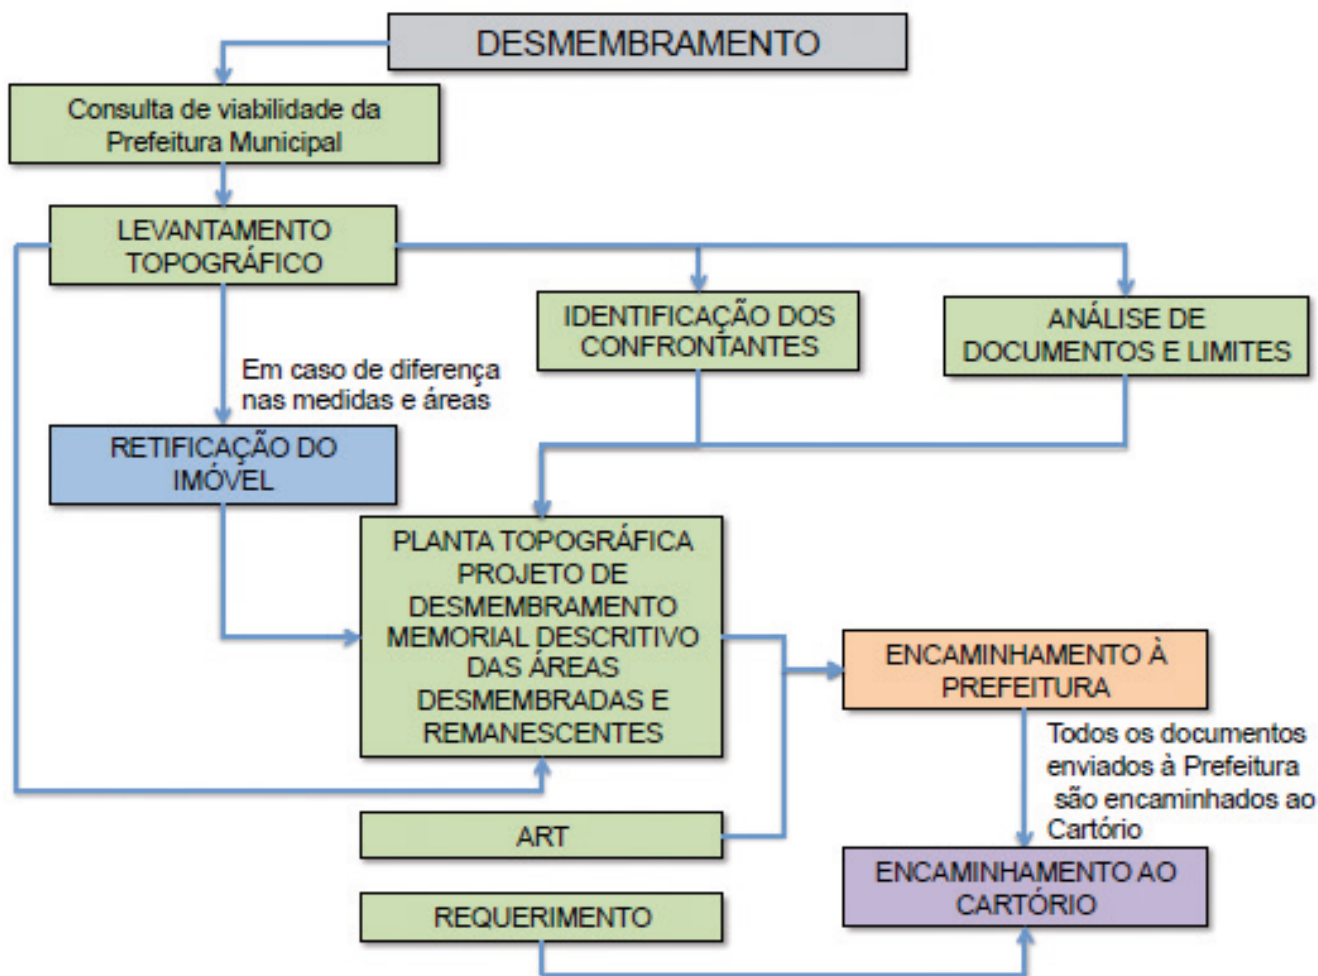 DESMEMBRAMENTO
Consulta de viabilidade da
Prefeitura Municipal
LEVANTAMENTO
TOPOGRÁFICO
IDENTIFICAÇÃO DOS
CONFRONTANTES
ANÁLISE DE
DOCUMENTOS E LIMITES
Em caso de diferença
nas medidas e áreas
RETIFICAÇÃO DO
IMÓVEL
PLANTA TOPOGRÁFICA
PROJETO DE
DESMEMBRAMENTO
MEMORIAL DESCRITIVO
DAS ÁREAS
DESMEMBRADAS E
REMANESCENTES
ENCAMINHAMENTO À
PREFEITURA
Todos os documentos
enviados à Prefeitura
são encaminhados ao
Cartório
ART
ENCAMINHAMENTO AO
CARTÓRIO
REQUERIMENTO